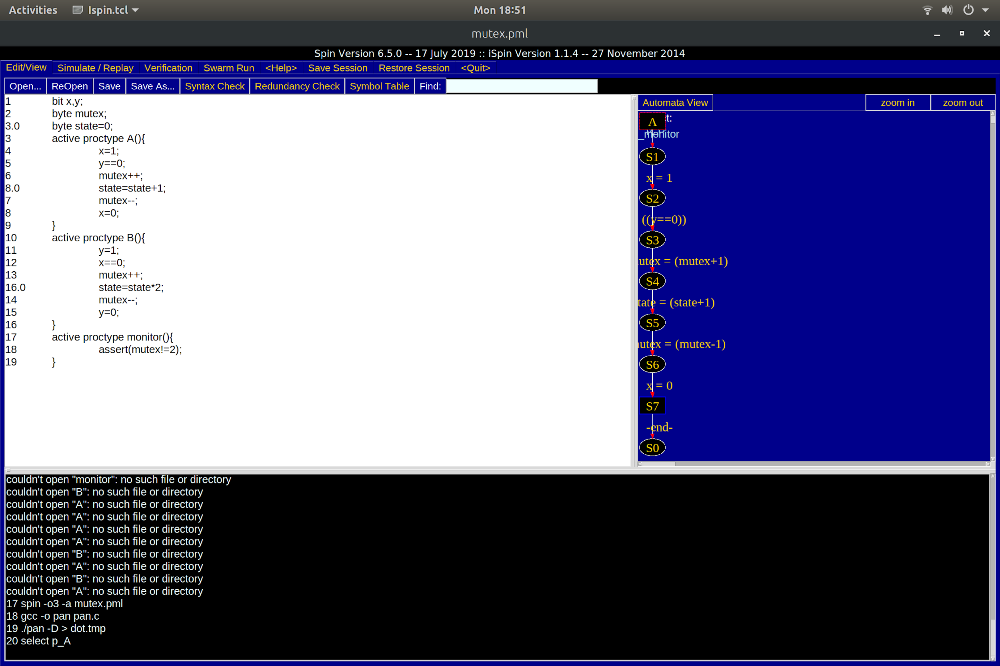 Activities Ispin.tcl Mon 18:51
mutex.pml
Spin Version 6.5.0 -- 17 July 2019 :: iSpin Version 1.1.4 -- 27 November 2014
Edit/View Simulate / Replay Verification Swarm Run <Help> Save Session Restore Session <Quit>
Open... ReOpen Save Save As... Syntax Check Redundancy Check Symbol Table Find:
1 bit x,y;
2 byte mutex;
3.0 byte state=0;
3 active proctype A(){
4 x=1;
5 y==0;
6 mutex++;
8.0 state=state+1;
7 mutex--;
8 x=0;
9 }
10 active proctype B(){
11 y=1;
12 x==0;
13 mutex++;
16.0 state=state*2;
14 mutex--;
15 y=0;
16 }
17 active proctype monitor(){
18 assert(mutex!=2);
19 }
Automata View zoom in zoom out
A t:
_monitor
S1
x = 1
S2
((y==0))
S3
utex = (mutex+1)
S4
tate = (state+1)
S5
utex = (mutex-1)
S6
x = 0
S7
-end-
S0
couldn't open "monitor": no such file or directory
couldn't open "B": no such file or directory
couldn't open "A": no such file or directory
couldn't open "A": no such file or directory
couldn't open "A": no such file or directory
couldn't open "A": no such file or directory
couldn't open "B": no such file or directory
couldn't open "A": no such file or directory
couldn't open "B": no such file or directory
couldn't open "A": no such file or directory
17 spin -o3 -a mutex.pml
18 gcc -o pan pan.c
19 ./pan -D > dot.tmp
20 select p_A